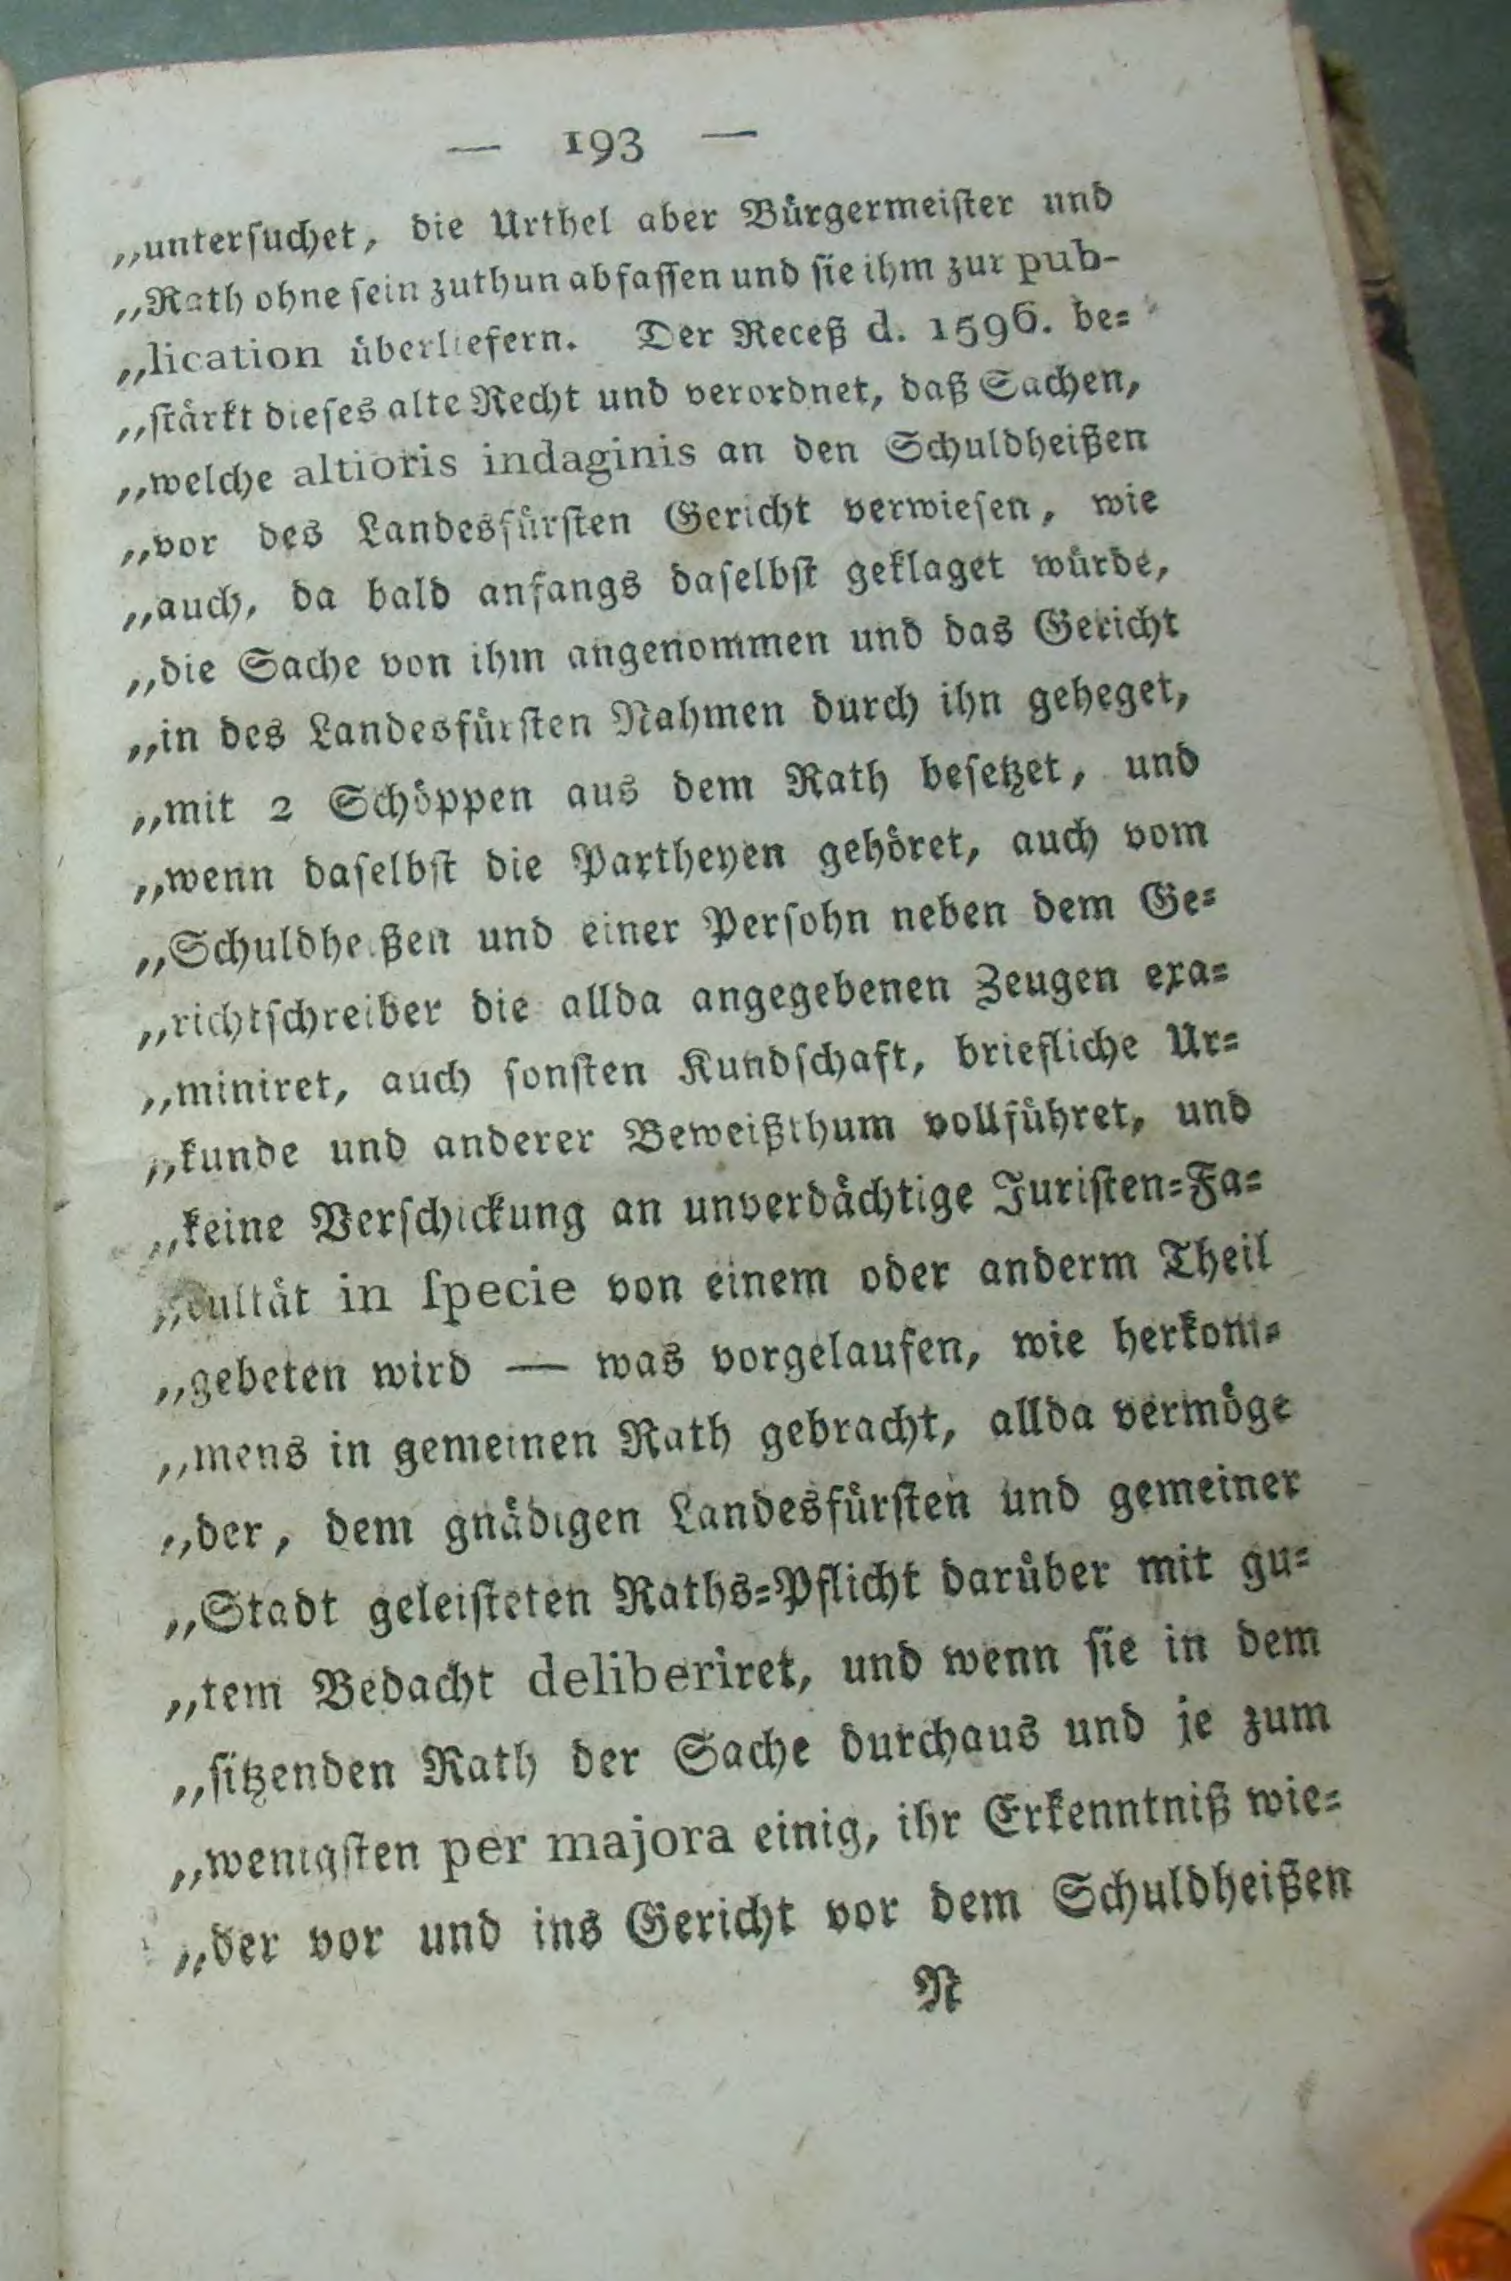 — 193 —
„untersuchet, die Urthel aber Bürgermeister und
„Rath ohne sein zuthun abfassen und sie ihm zur pub-
„lication überliefern. Der Receß d. 1596. be-
„stärkt dieses alte Recht und verordnet, daß Sachen,
„welche altioris indaginis an den Schuldheißen
„vor des Landesfürsten Gericht verwiesen, wie
„auch, da bald anfangs daselbst geklaget würde,
„die Sache von ihm angenommen und das Gericht
„in des Landesfürsten Nahmen durch ihn geheget,
„mit 2 Schöppen aus dem Rath besetzet, und
„wenn daselbst die Partheyen gehöret, auch vom
„Schuldheißen und einer Persohn neben dem Ge-
„richtschreiber die allda angegebenen Zeugen exa-
„miniret, auch sonsten Kundschaft, briefliche Ur-
„kunde und anderer Beweißthum vollführet, und
„keine Verschickung an unverdächtige Juristen-Fa-
„cultät in specie von einem oder anderm Theil
„gebeten wird — was vorgelaufen, wie herkom-
„mens in gemeinen Rath gebracht, allda vermöge
„der, dem gnädigen Landesfürsten und gemeiner
„Stadt geleisteten Raths-Pflicht darüber mit gu-
„tem Bedacht deliberiret, und wenn sie in dem
„sitzenden Rath der Sache durchaus und je zum
„wenigsten per majora einig, ihr Erkenntniß wie-
„der vor und ins Gericht vor dem Schuldheißen
N